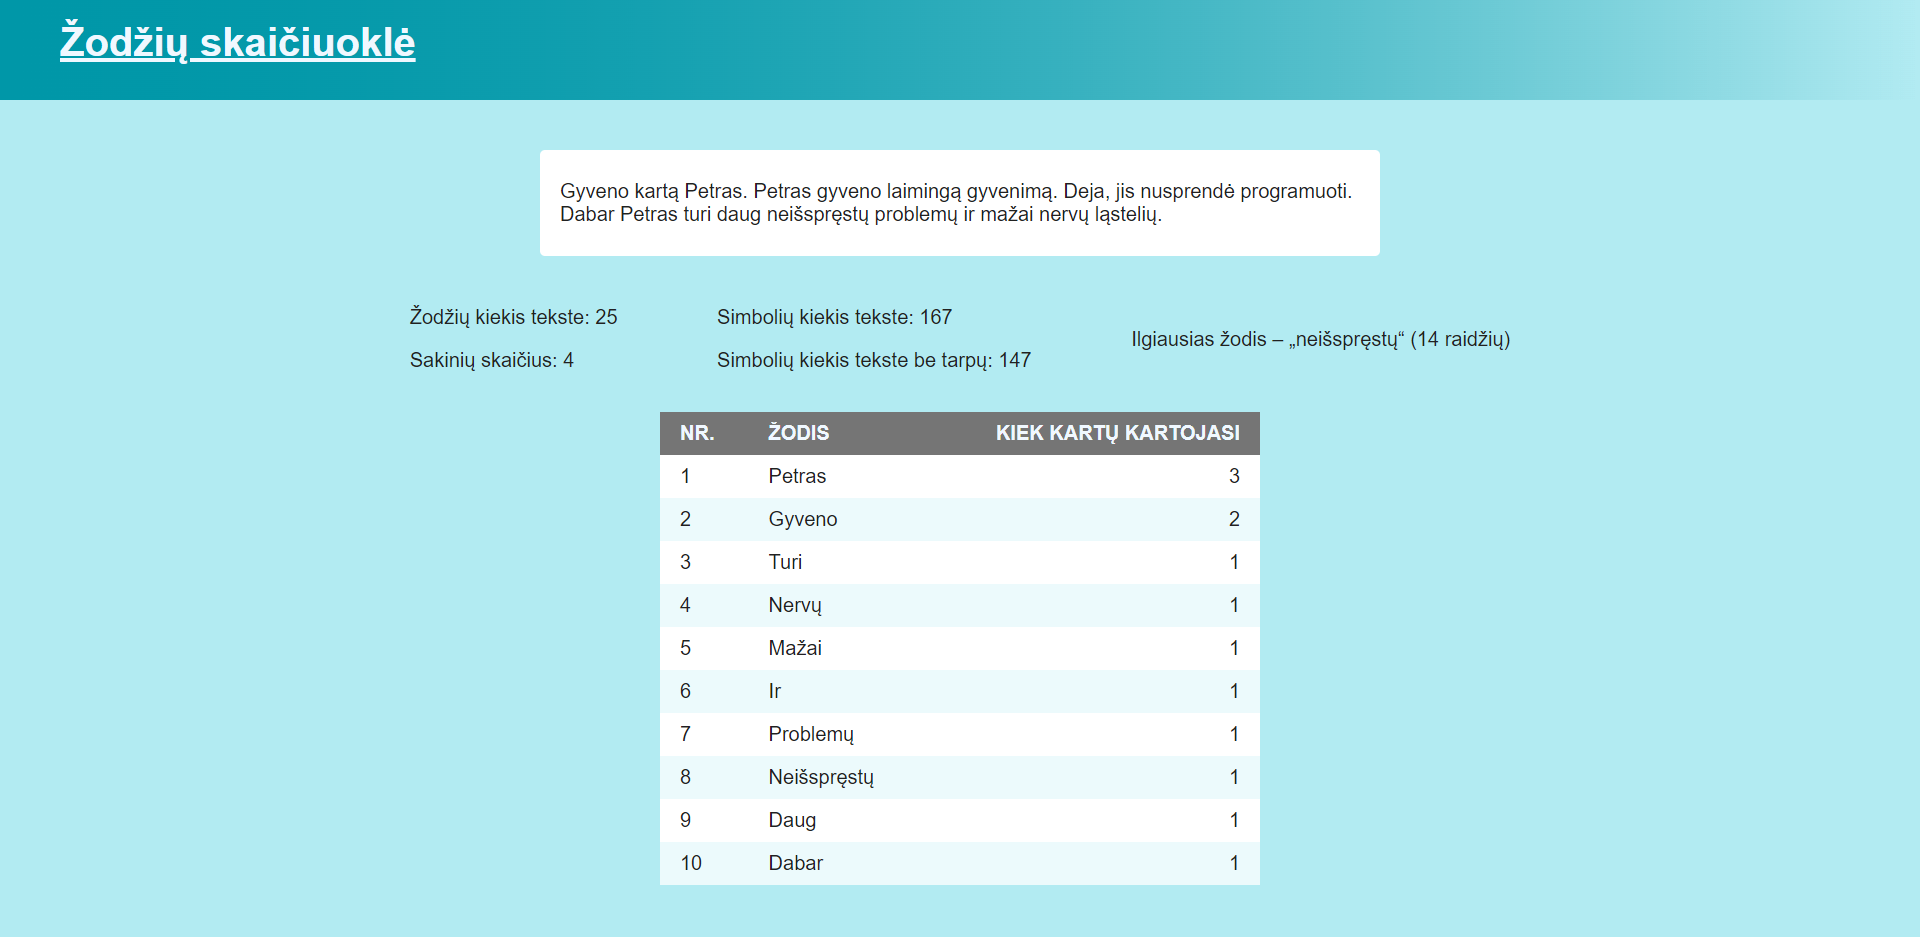 Žodžių skaičiuoklė
Gyveno kartą Petras. Petras gyveno laimingą gyvenimą. Deja, jis nusprendė programuoti.
Dabar Petras turi daug neišspręstų problemų ir mažai nervų ląstelių.
Žodžių kiekis tekste: 25
Sakinių skaičius: 4
Simbolių kiekis tekste: 167
Simbolių kiekis tekste be tarpų: 147
Ilgiausias žodis – „neišspręstų“ (14 raidžių)
NR. ŽODIS KIEK KARTŲ KARTOJASI
1 Petras 3
2 Gyveno 2
3 Turi 1
4 Nervų 1
5 Mažai 1
6 Ir 1
7 Problemų 1
8 Neišspręstų 1
9 Daug 1
10 Dabar 1